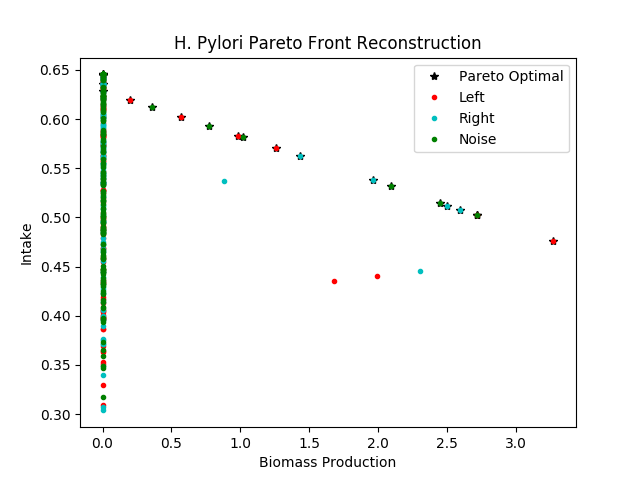 H. Pylori Pareto Front Reconstruction
Pareto Optimal
Left
Right
Noise
Intake
0.65
0.60
0.55
0.50
0.45
0.40
0.35
0.30
0.0 0.5 1.0 1.5 2.0 2.5 3.0
Biomass Production